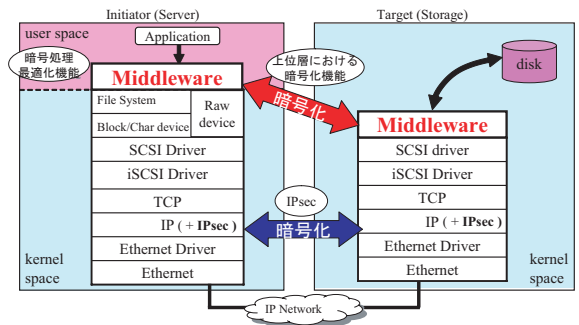 Initiator (Server)
user space
Application
暗号処理
最適化機能
Middleware
File System
Raw
device
Block/Char device
SCSI Driver
iSCSI Driver
TCP
IP ( + IPsec )
Ethernet Driver
Ethernet
kernel
space
上位層における
暗号化機能
暗号化
IPsec
暗号化
IP Network
Target (Storage)
disk
Middleware
SCSI driver
iSCSI Driver
TCP
IP ( + IPsec )
Ethernet Driver
Ethernet
kernel
space